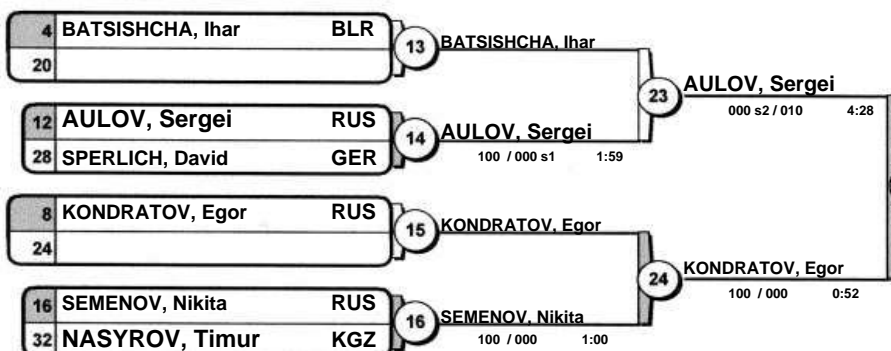 4 BATSISHCHA, Ihar BLR
20
13 BATSISHCHA, Ihar
12 AULOV, Sergei RUS
28 SPERLICH, David GER
14 AULOV, Sergei
100 / 000 s1 1:59
23 AULOV, Sergei
000 s2 / 010 4:28
8 KONDRATOV, Egor RUS
24
15 KONDRATOV, Egor
16 SEMENOV, Nikita RUS
32 NASYROV, Timur KGZ
16 SEMENOV, Nikita
100 / 000 1:00
24 KONDRATOV, Egor
100 / 000 0:52